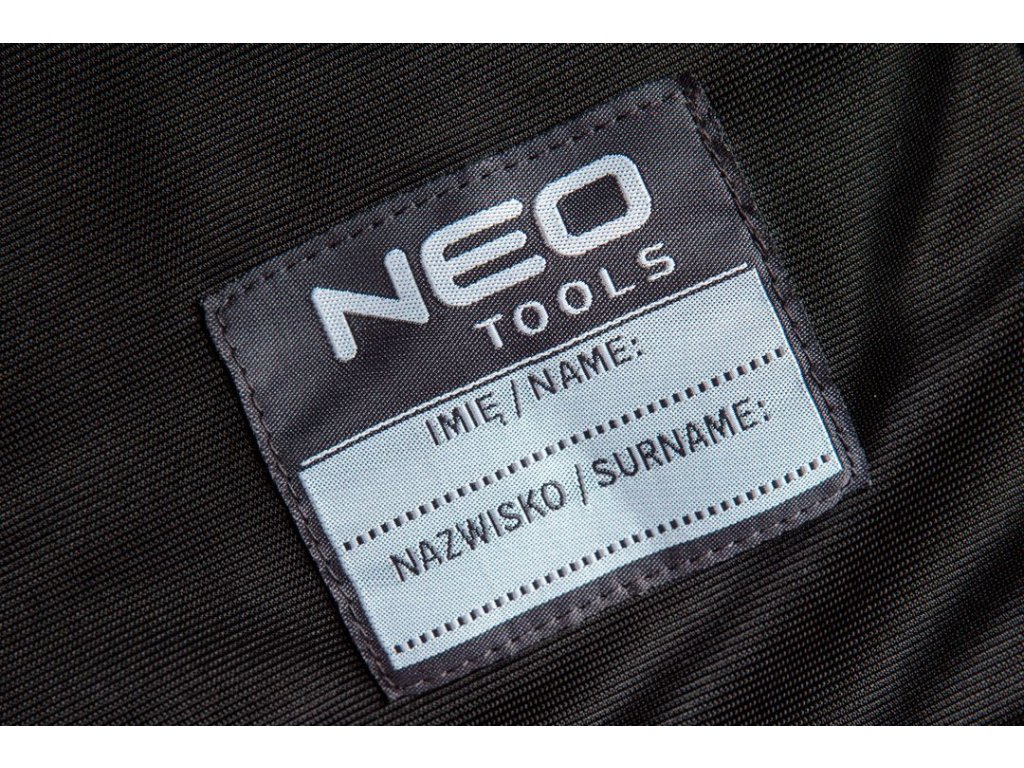 NEO
TOOLS
IMIĘ / NAME:
NAZWISKO / SURNAME: